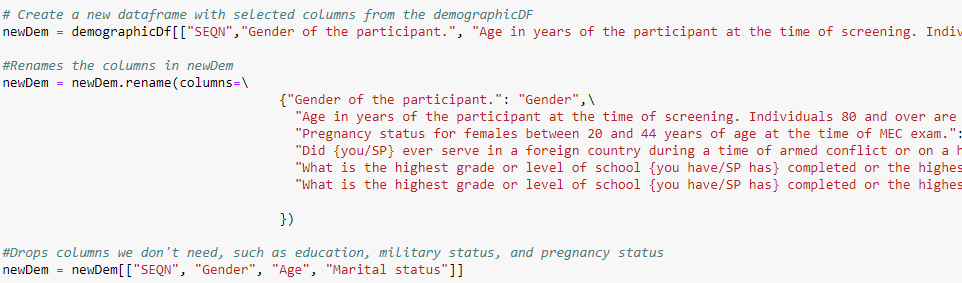 # Create a new dataframe with selected columns from the demographicDF
newDem = demographicDf[["SEQN","Gender of the participant.", "Age in years of the participant at the time of screening. Indiv
#Renames the columns in newDem
newDem = newDem.rename(columns=\
{"Gender of the participant.": "Gender",\
"Age in years of the participant at the time of screening. Individuals 80 and over are
"Pregnancy status for females between 20 and 44 years of age at the time of MEC exam.":
"Did {you/SP} ever serve in a foreign country during a time of armed conflict or on a h
"What is the highest grade or level of school {you have/SP has} completed or the highes
"What is the highest grade or level of school {you have/SP has} completed or the highes
})
#Drops columns we don't need, such as education, military status, and pregnancy status
newDem = newDem[["SEQN", "Gender", "Age", "Marital status"]]